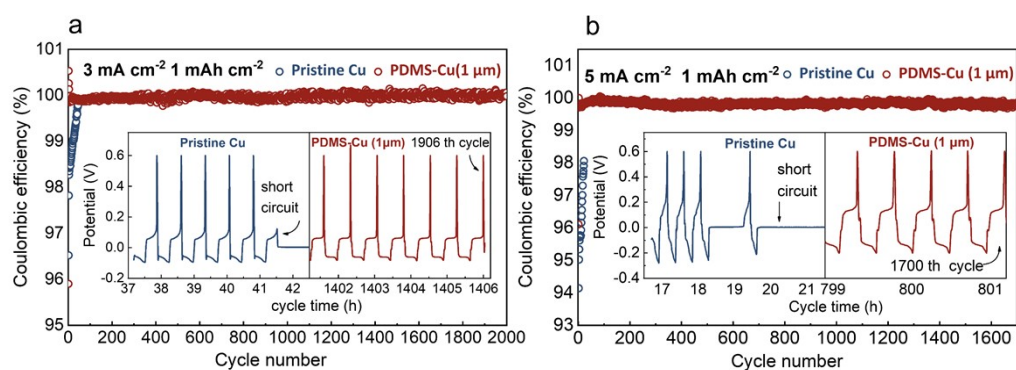 a
101
100
99
98
97
96
95
Coulombic efficiency (%)
3 mA cm-2 1 mAh cm-2 Pristine Cu PDMS-Cu(1 μm)
Pristine Cu
PDMS-Cu (1μm)
1906 th cycle
short
circuit
0.6
0.4
0.2
0.0
-0.2
Potential (V)
37 38 39 40 41 42 1402 1403 1404 1405 1406
cycle time (h)
0 200 400 600 800 1000 1200 1400 1600 1800 2000
Cycle number
b
101
100
99
98
97
96
95
94
93
Coulombic efficiency (%)
5 mA cm-2 1 mAh cm-2 Pristine Cu PDMS-Cu(1 μm)
Pristine Cu
PDMS-Cu (1 μm)
short
circuit
1700 th cycle
0.6
0.4
0.2
0.0
-0.2
-0.4
Potential (V)
17 18 19 20 21 799 800 801
Cycle time (h)
0 200 400 600 800 1000 1200 1400 1600
Cycle number